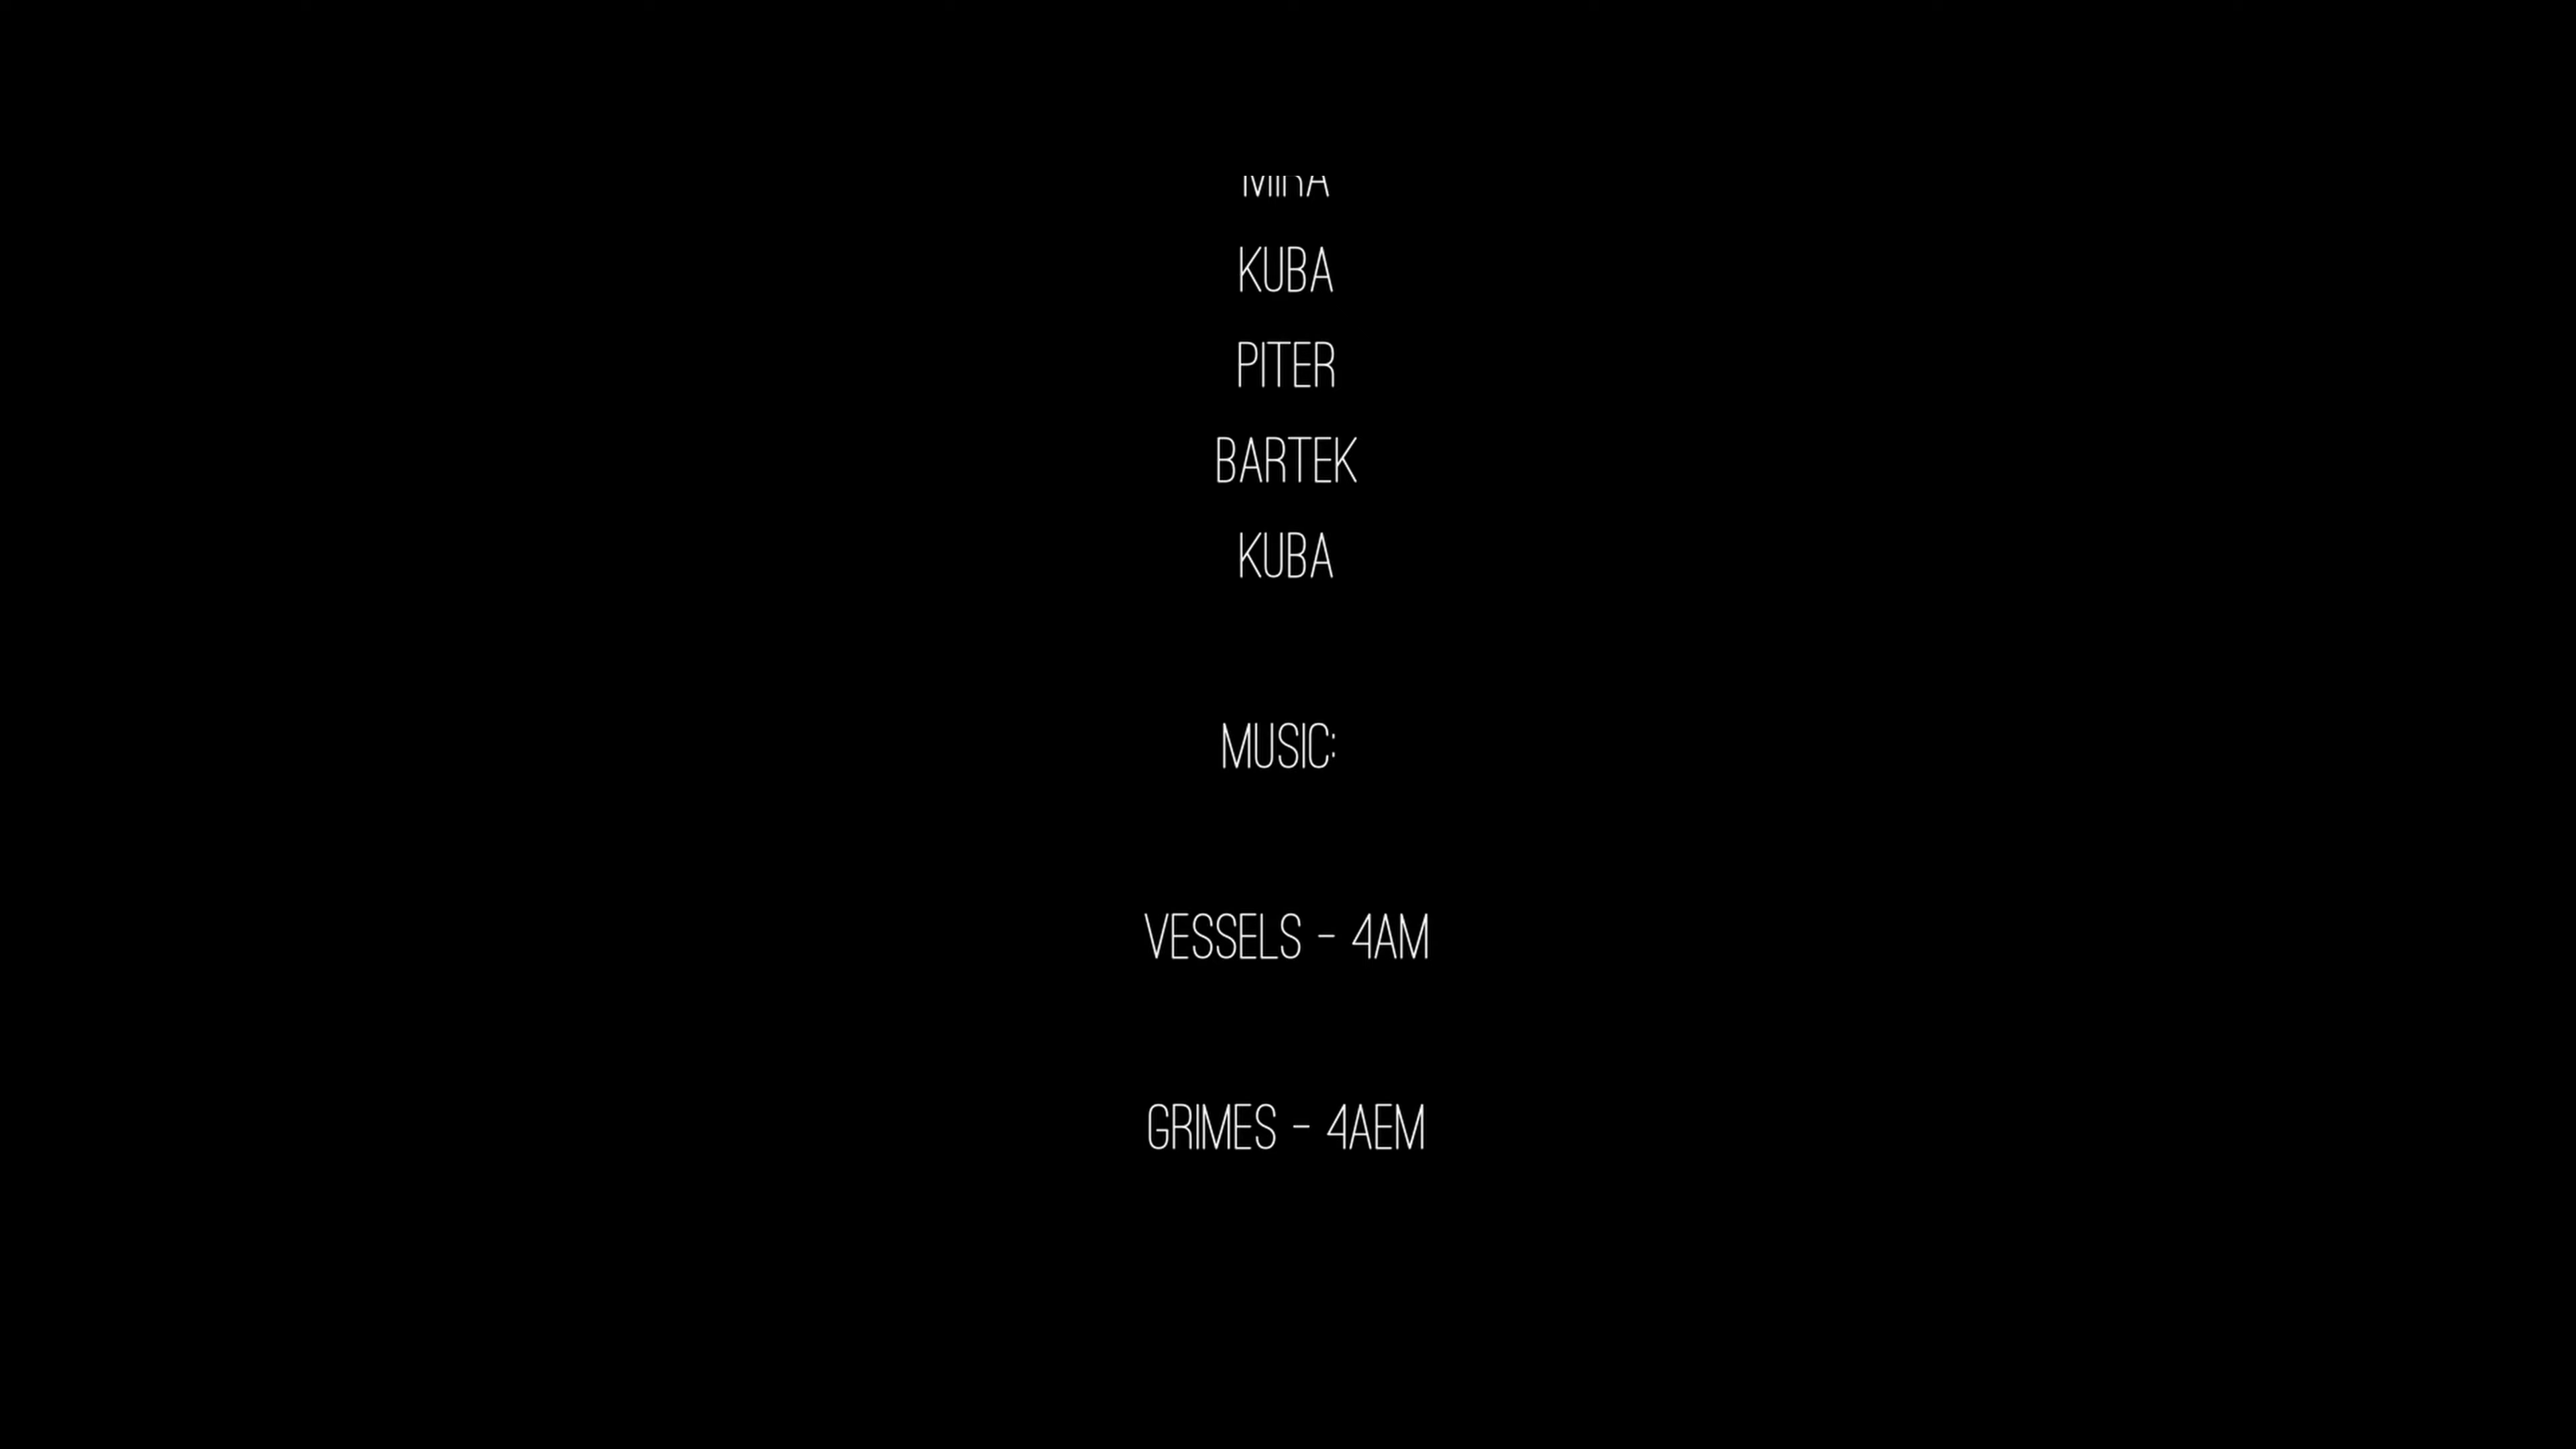 KUBA
PITER
BARTEK
KUBA
MUSIC:
VESSELS - 4AM
GRIMES - 4AEM